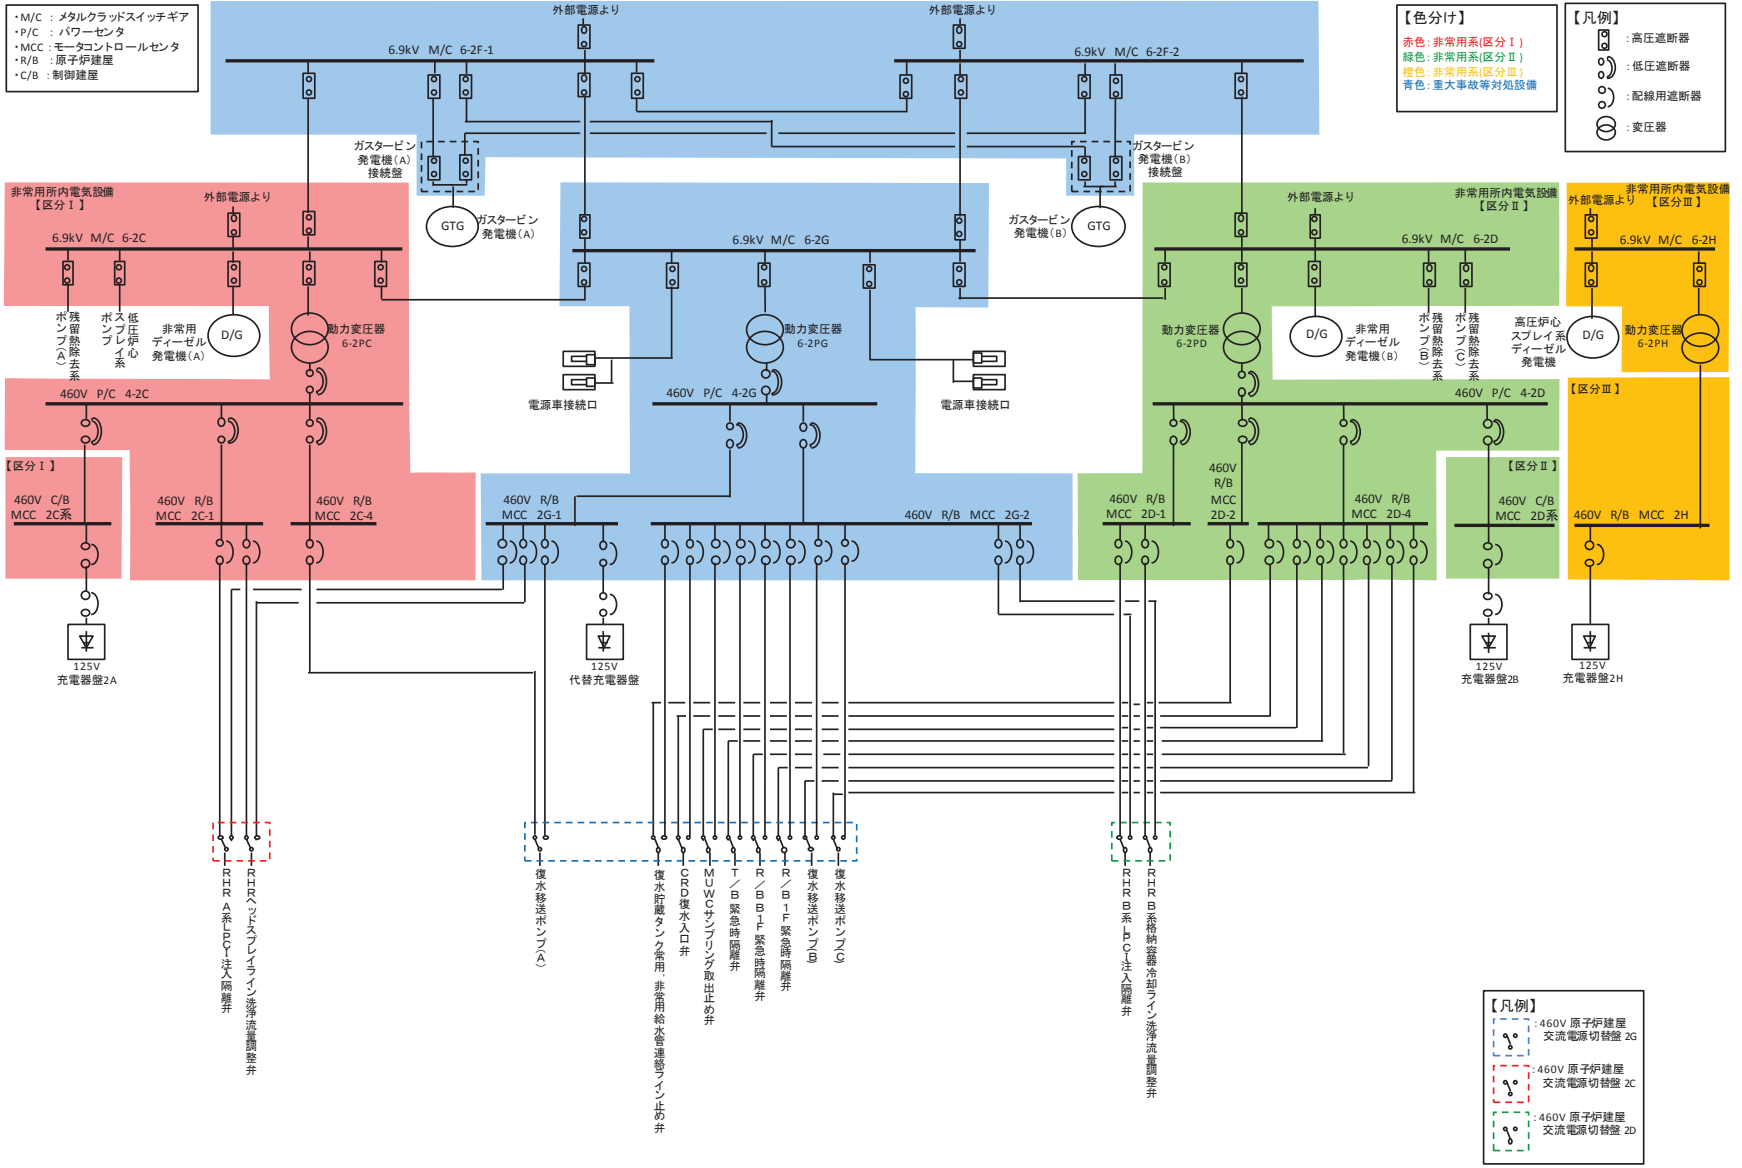 ・M/C ：メタルクラッドスイッチギア
・P/C ：パワーセンタ
・MCC：モータコントロールセンタ
・R/B ：原子炉建屋
・C/B ：制御建屋
外部電源より
外部電源より
6.9kV M/C 6-2F-1
6.9kV M/C 6-2F-2
【色分け】
赤色：非常用系(区分Ⅰ)
緑色：非常用系(区分Ⅱ)
橙色：非常用系(区分Ⅲ)
青色：重大事故等対処設備
【凡例】
：高圧遮断器
：低圧遮断器
：配線用遮断器
：変圧器
ガスタービン
発電機(A)
接続盤
ガスタービン
発電機(B)
接続盤
GTG
ガスタービン
発電機(A)
ガスタービン
発電機(B)
GTG
非常用所内電気設備
【区分Ⅰ】
外部電源より
6.9kV M/C 6-2C
残留熱除去系
ポンプ(A)
低圧炉心
スプレイ系
ポンプ
非常用
ディーゼル
発電機(A)
D/G
動力変圧器
6-2PC
6.9kV M/C 6-2G
動力変圧器
6-2PG
電源車接続口
電源車接続口
非常用所内電気設備
【区分Ⅱ】
外部電源より
6.9kV M/C 6-2D
動力変圧器
6-2PD
D/G
非常用
ディーゼル
発電機(B)
残留熱除去系
ポンプ(B)
残留熱除去系
ポンプ(C)
非常用所内電気設備
【区分Ⅲ】
外部電源より
6.9kV M/C 6-2H
高圧炉心
スプレイ系
ディーゼル
発電機
D/G
動力変圧器
6-2PH
460V P/C 4-2C
460V P/C 4-2G
460V P/C 4-2D
【区分Ⅲ】
【区分Ⅰ】
460V C/B
MCC 2C系
460V R/B
MCC 2C-1
460V R/B
MCC 2C-4
460V R/B
MCC 2G-1
460V R/B MCC 2G-2
460V R/B
MCC 2D-1
460V
R/B
MCC
2D-2
460V R/B
MCC 2D-4
【区分Ⅱ】
460V C/B
MCC 2D系
460V R/B MCC 2H
125V
充電器盤2A
125V
代替充電器盤
125V
充電器盤2B
125V
充電器盤2H
RHR A系LPCI注入隔離弁
RHRヘッドスプレイライン洗浄流量調整弁
復水移送ポンプ(A)
復水貯蔵タンク常用、非常用給水管連絡ライン止め弁
CRD復水入口弁
MUWCサンプリング取出止め弁
T／B 緊急時隔離弁
R／B B1F 緊急時隔離弁
R／B 1F 緊急時隔離弁
復水移送ポンプ(B)
復水移送ポンプ(C)
RHR B系LPCI注入隔離弁
RHR B系格納容器冷却ライン洗浄流量調整弁
【凡例】
：460V 原子炉建屋
交流電源切替盤 2G
：460V 原子炉建屋
交流電源切替盤 2C
：460V 原子炉建屋
交流電源切替盤 2D